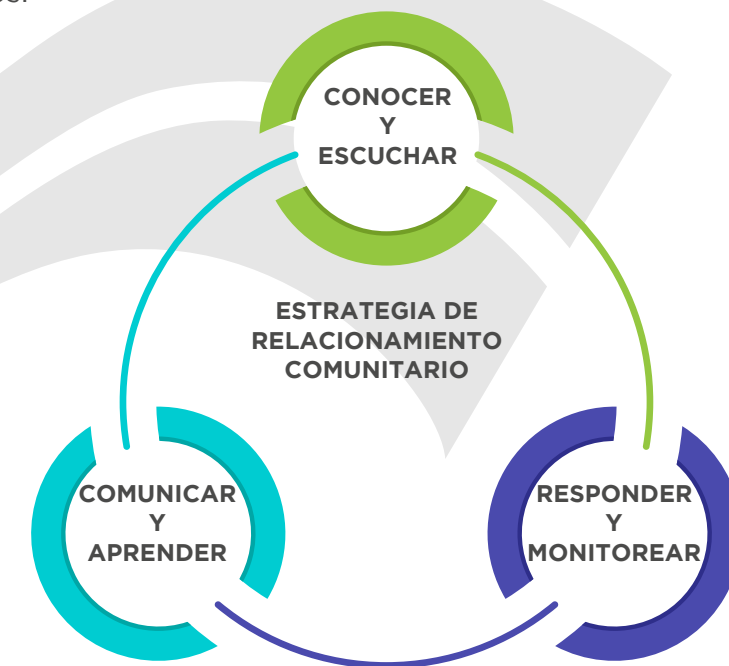 CONOCER
Y
ESCUCHAR
ESTRATEGIA DE
RELACIONAMIENTO
COMUNITARIO
COMUNICAR
Y
APRENDER
RESPONDER
Y
MONITOREAR